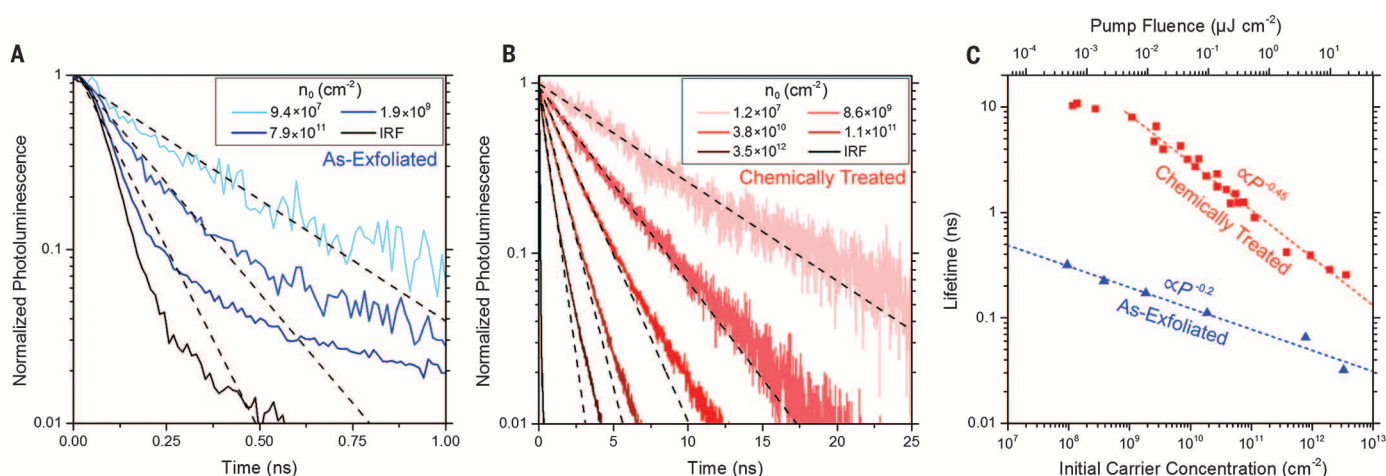 A
Normalized Photoluminescence
1
0.1
0.01
n₀ (cm⁻²)
9.4×10⁷ 1.9×10⁹
7.9×10¹¹ IRF
As-Exfoliated
0.00 0.25 0.50 0.75 1.00
Time (ns)
B
Normalized Photoluminescence
1
0.1
0.01
n₀ (cm⁻²)
1.2×10⁷ 8.6×10⁹
3.8×10¹⁰ 1.1×10¹¹
3.5×10¹² IRF
Chemically Treated
0 5 10 15 20 25
Time (ns)
C
Pump Fluence (µJ cm⁻²)
10⁻⁴ 10⁻³ 10⁻² 10⁻¹ 10⁰ 10¹
Lifetime (ns)
10
1
0.1
0.01
∝P⁻⁰·⁴⁵
Chemically Treated
∝P⁻⁰·²
As-Exfoliated
10⁷ 10⁸ 10⁹ 10¹⁰ 10¹¹ 10¹² 10¹³
Initial Carrier Concentration (cm⁻²)